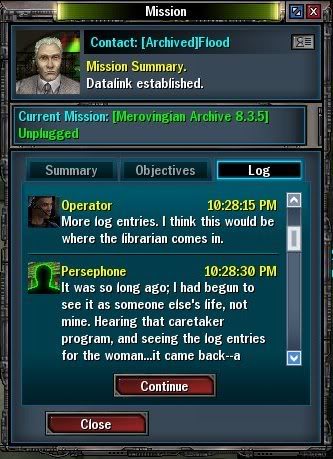 Mission
Contact: [Archived]Flood
Mission Summary.
Datalink established.
Current Mission: [Merovingian Archive 8.3.5]
Unplugged
Summary
Objectives
Log
Operator 10:28:15 PM
More log entries. I think this would be
where the librarian comes in.
Persephone 10:28:30 PM
It was so long ago; I had begun to
see it as someone else's life, not
mine. Hearing that caretaker
program, and seeing the log entries
for the woman...it came back--a
Continue
Close